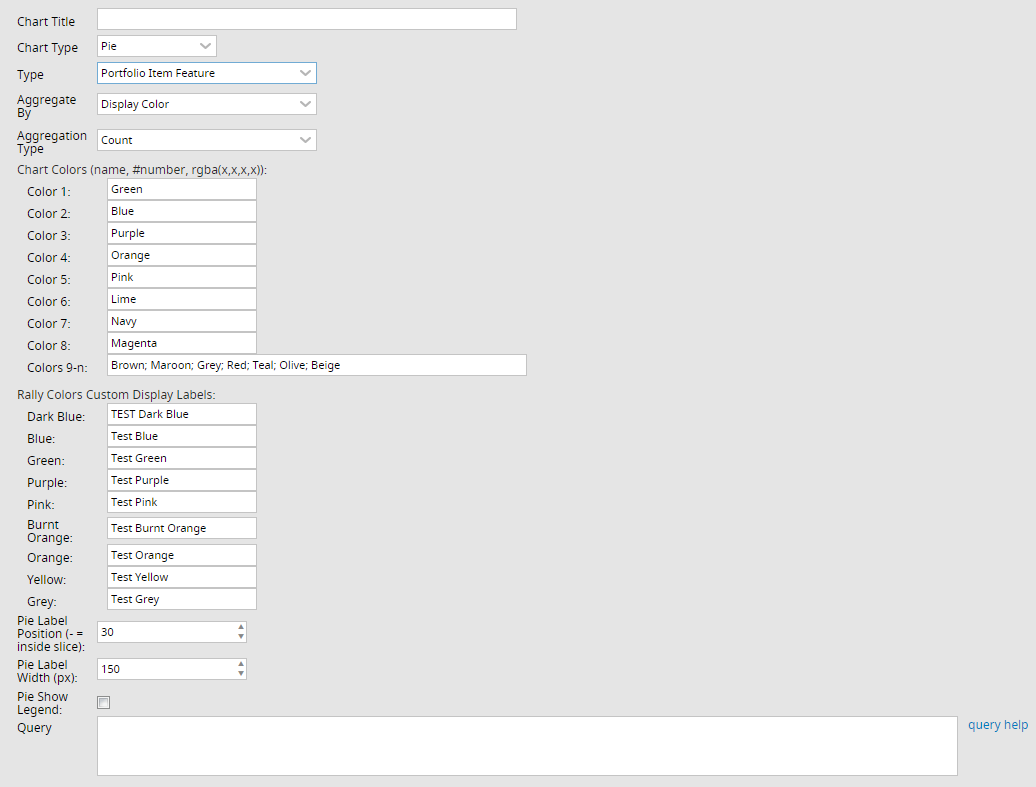 Chart Title
Chart Type Pie
Type Portfolio Item Feature
Aggregate
By Display Color
Aggregation
Type Count
Chart Colors (name, #number, rgba(x,x,x,x)):
Color 1: Green
Color 2: Blue
Color 3: Purple
Color 4: Orange
Color 5: Pink
Color 6: Lime
Color 7: Navy
Color 8: Magenta
Colors 9-n: Brown; Maroon; Grey; Red; Teal; Olive; Beige
Rally Colors Custom Display Labels:
Dark Blue: TEST Dark Blue
Blue: Test Blue
Green: Test Green
Purple: Test Purple
Pink: Test Pink
Burnt
Orange: Test Burnt Orange
Orange: Test Orange
Yellow: Test Yellow
Grey: Test Grey
Pie Label
Position (- = 30
inside slice):
Pie Label
Width (px): 150
Pie Show
Legend:
Query query help